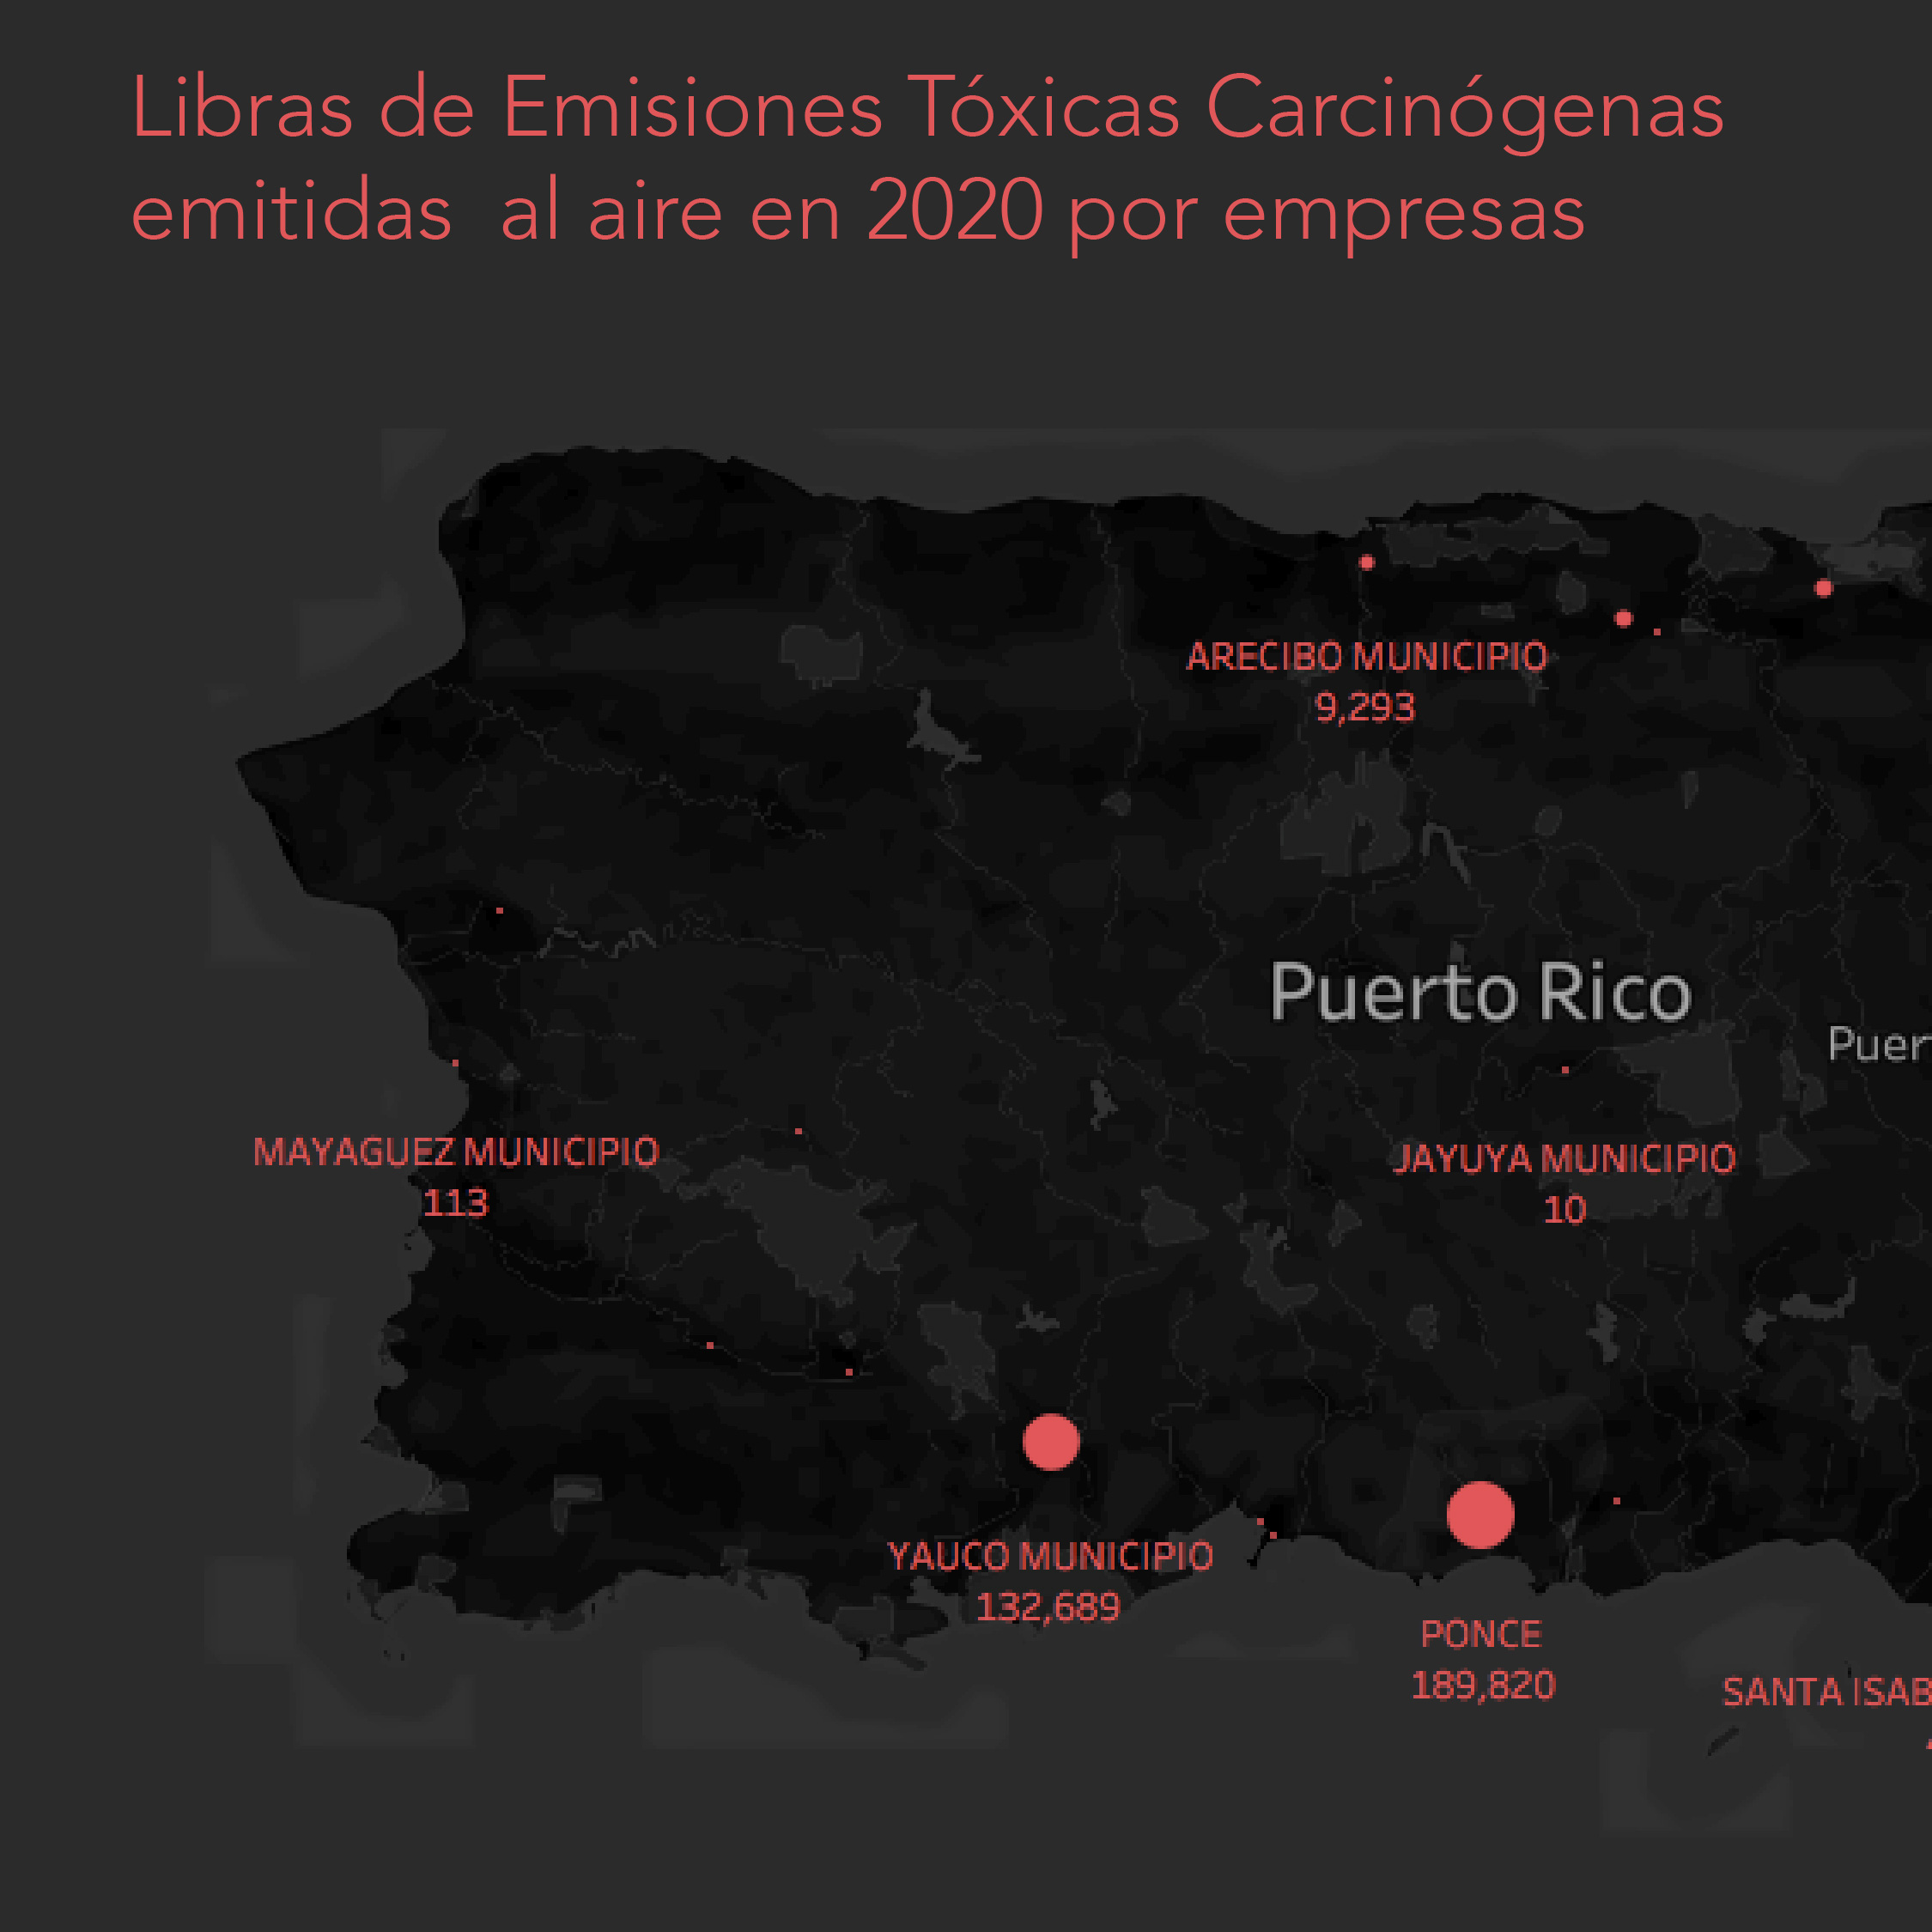 Libras de Emisiones Tóxicas Carcinógenas
emitidas al aire en 2020 por empresas
ARECIBO MUNICIPIO
9,293
Puerto Rico
Puer
MAYAGUEZ MUNICIPIO
113
JAYUYA MUNICIPIO
10
YAUCO MUNICIPIO
132,689
PONCE
189,820
SANTA ISAB